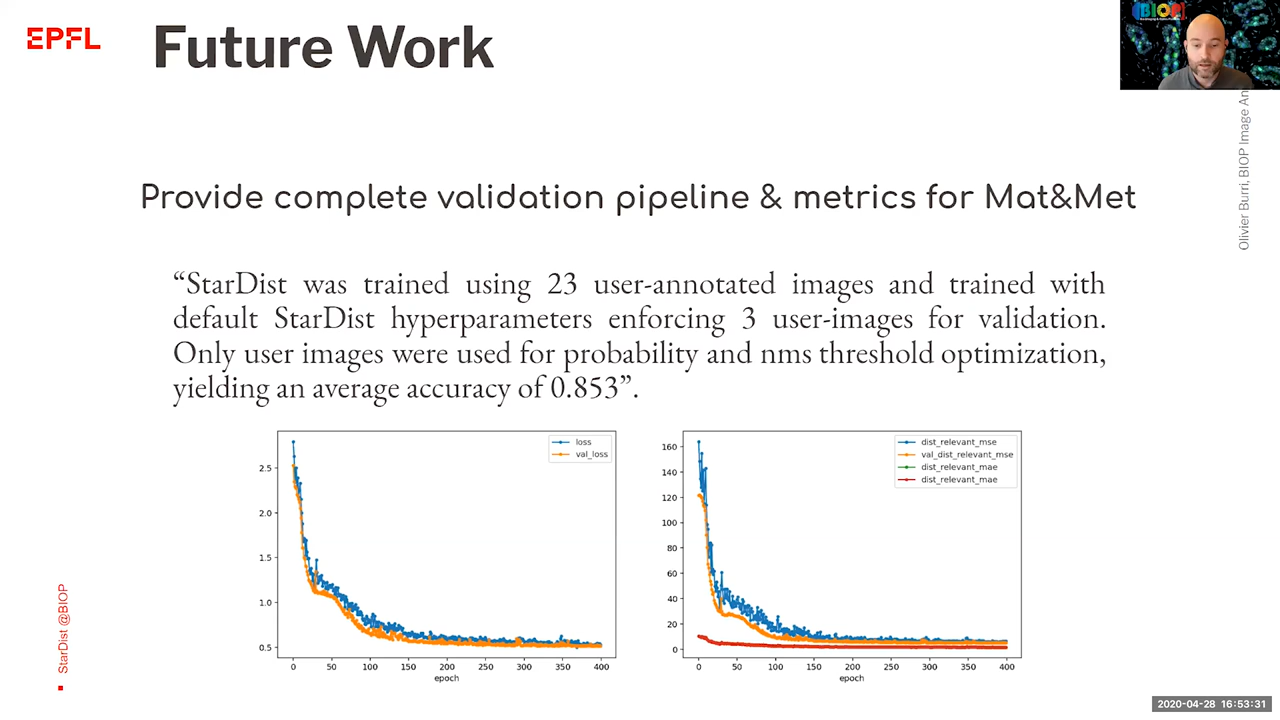 EPFL
Future Work
BIOP
Olivier Burri, BIOP Image An
Provide complete validation pipeline & metrics for Mat&Met
“StarDist was trained using 23 user-annotated images and trained with
default StarDist hyperparameters enforcing 3 user-images for validation.
Only user images were used for probability and nms threshold optimization,
yielding an average accuracy of 0.853”.
loss
val_loss
2.5
2.0
1.5
1.0
0.5
0 50 100 150 200 250 300 350 400
epoch
dist_relevant_mse
val_dist_relevant_mse
dist_relevant_mae
dist_relevant_mae
160
140
120
100
80
60
40
20
0
0 50 100 150 200 250 300 350 400
epoch
StarDist @BIOP
2020-04-28 16:53:31